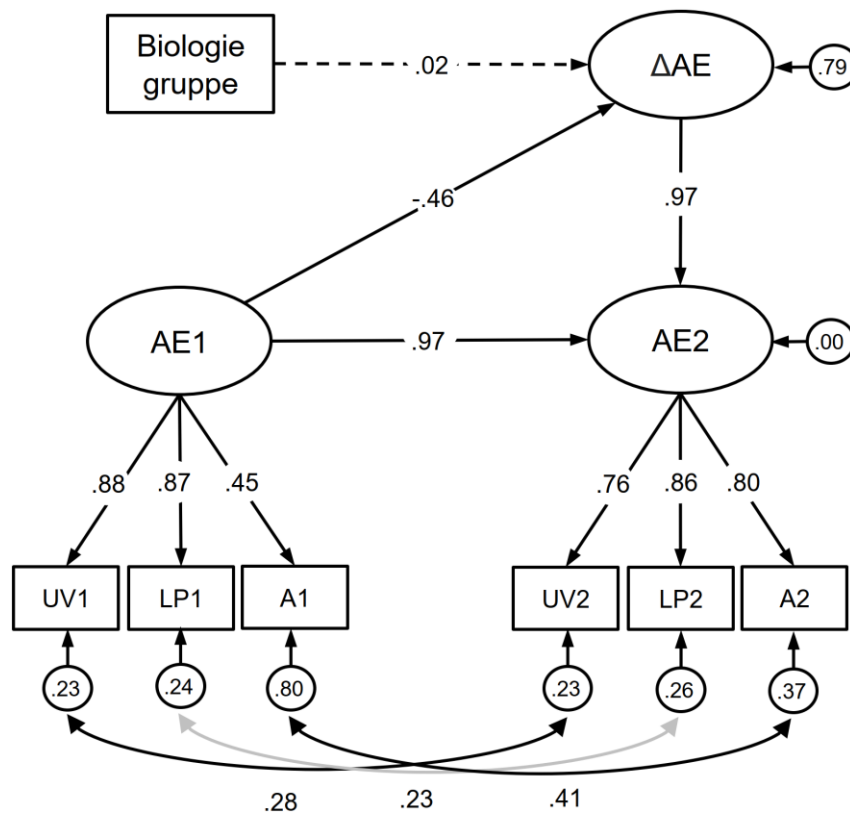 Biologie
gruppe
.02
ΔAE
.79
-.46
.97
AE1
.97
AE2
.00
.88
.87
.45
.76
.86
.80
UV1
LP1
A1
UV2
LP2
A2
.23
.24
.80
.23
.26
.37
.28
.23
.41